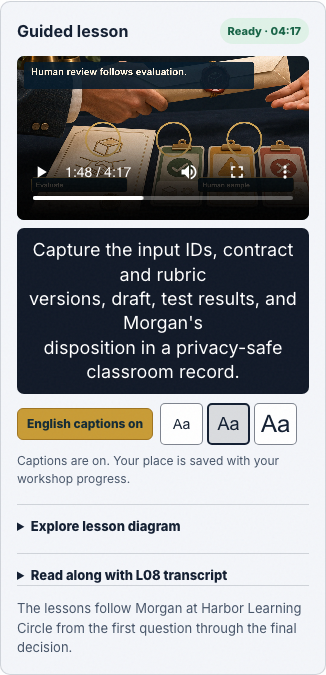 Guided lesson
Ready · 04:17
Human review follows evaluation.
Evaluate
Human sample
1:48 / 4:17
Capture the input IDs, contract
and rubric
versions, draft, test results, and
Morgan's
disposition in a privacy-safe
classroom record.
English captions on
Aa
Aa
Aa
Captions are on. Your place is saved with your
workshop progress.
Explore lesson diagram
Read along with L08 transcript
The lessons follow Morgan at Harbor Learning
Circle from the first question through the final
decision.